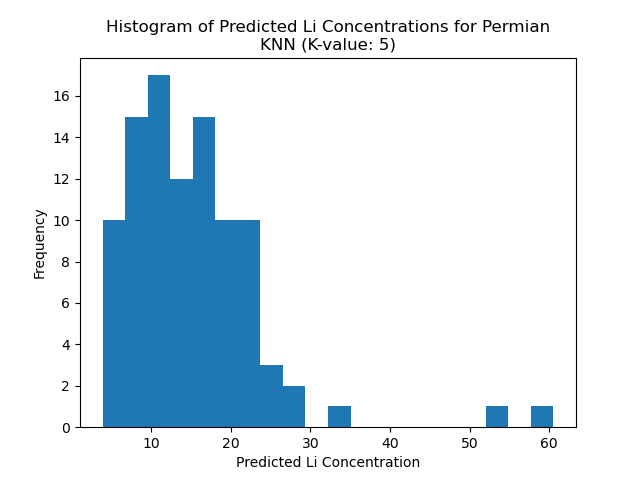 Histogram of Predicted Li Concentrations for Permian
KNN (K-value: 5)
16
14
12
10
8
6
4
2
0
Frequency
10 20 30 40 50 60
Predicted Li Concentration